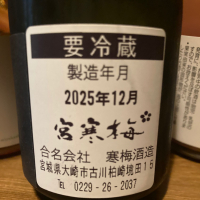 要冷蔵
製造年月
2025年12月
宮寒梅
合名会社 寒梅酒造
宮城県大崎市古川柏崎境田15
℡ 0229-26-2037